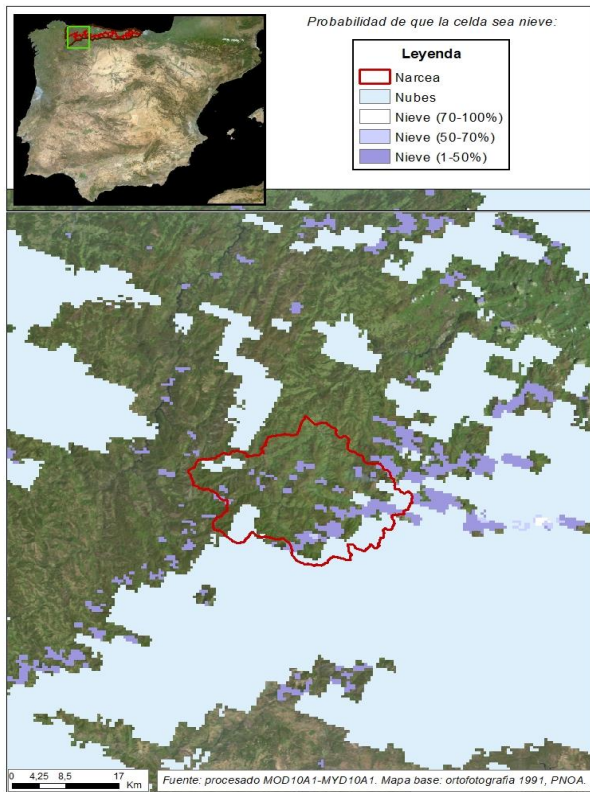 Probabilidad de que la celda sea nieve:
Leyenda
Narcea
Nubes
Nieve (70-100%)
Nieve (50-70%)
Nieve (1-50%)
0 4,25 8,5 17
Km
Fuente: procesado MOD10A1-MYD10A1. Mapa base: ortofotografia 1991, PNOA.